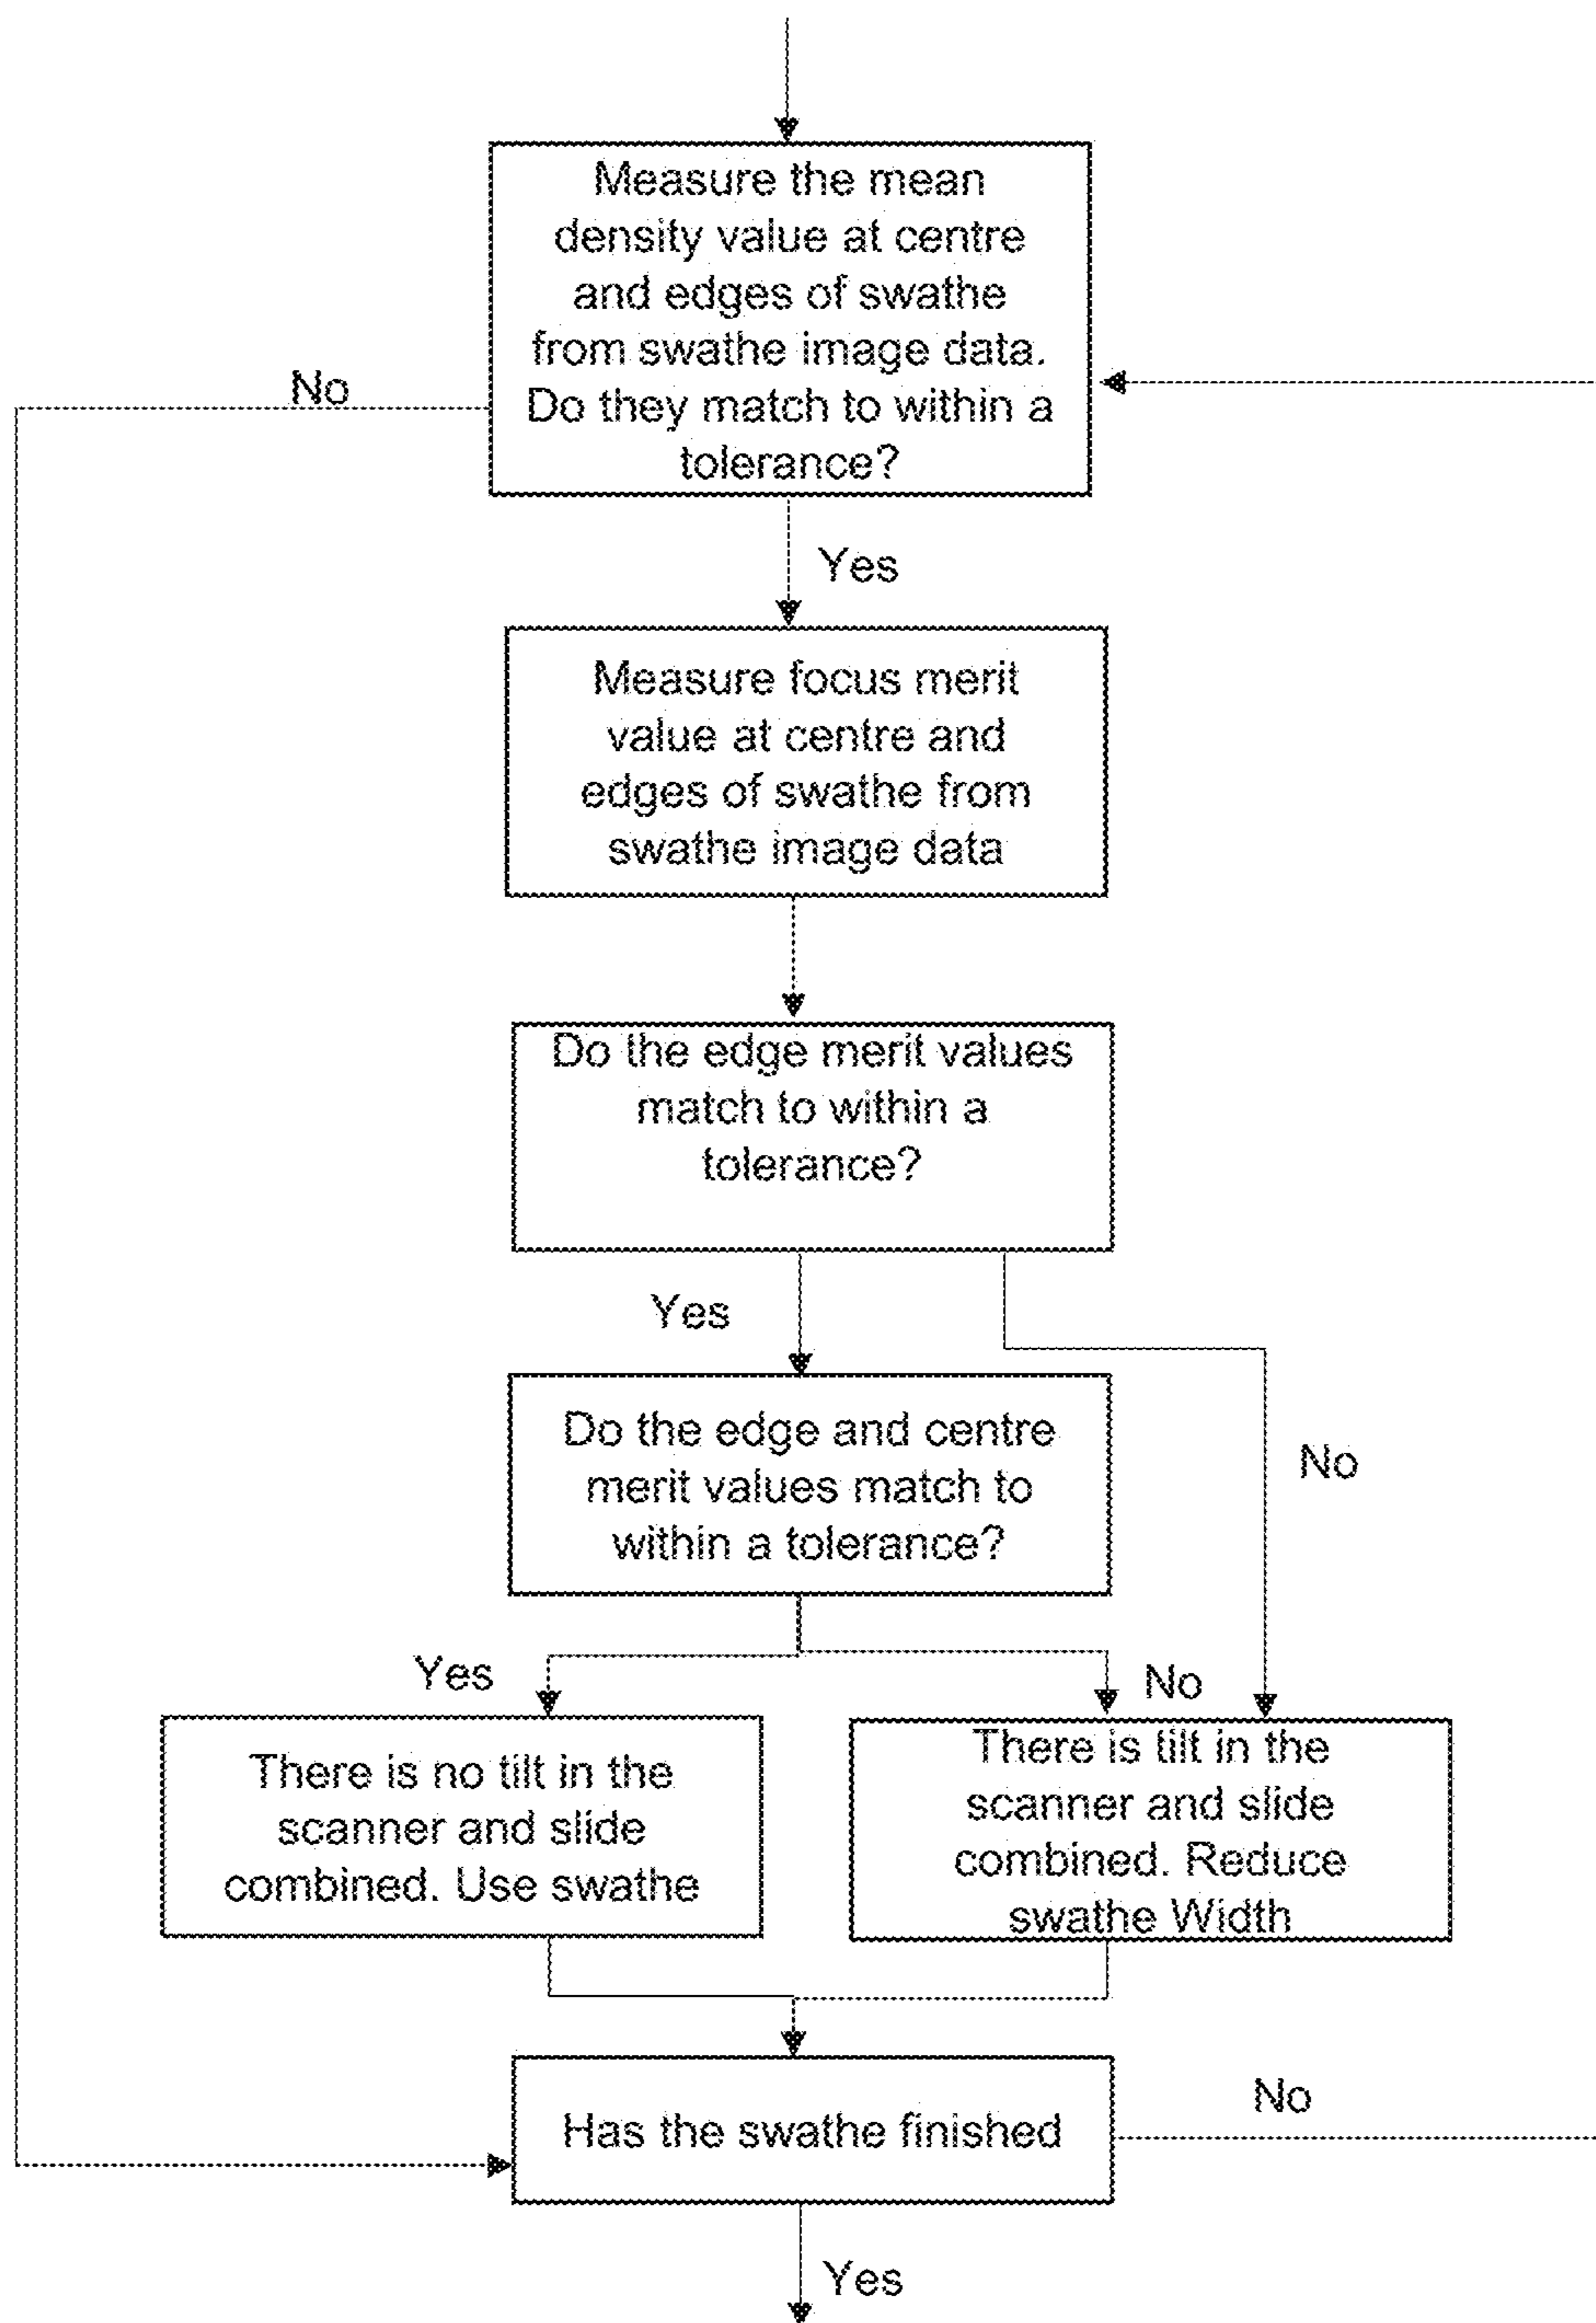 Measure the mean
density value at centre
and edges of swathe
from swathe image data.
Do they match to within a
tolerance?
No
Yes
Measure focus merit
value at centre and
edges of swathe from
swathe image data
Do the edge merit values
match to within a
tolerance?
Yes
Do the edge and centre
merit values match to
within a tolerance?
No
Yes
No
There is no tilt in the
scanner and slide
combined. Use swathe
There is tilt in the
scanner and slide
combined. Reduce
swathe Width
Has the swathe finished
No
Yes